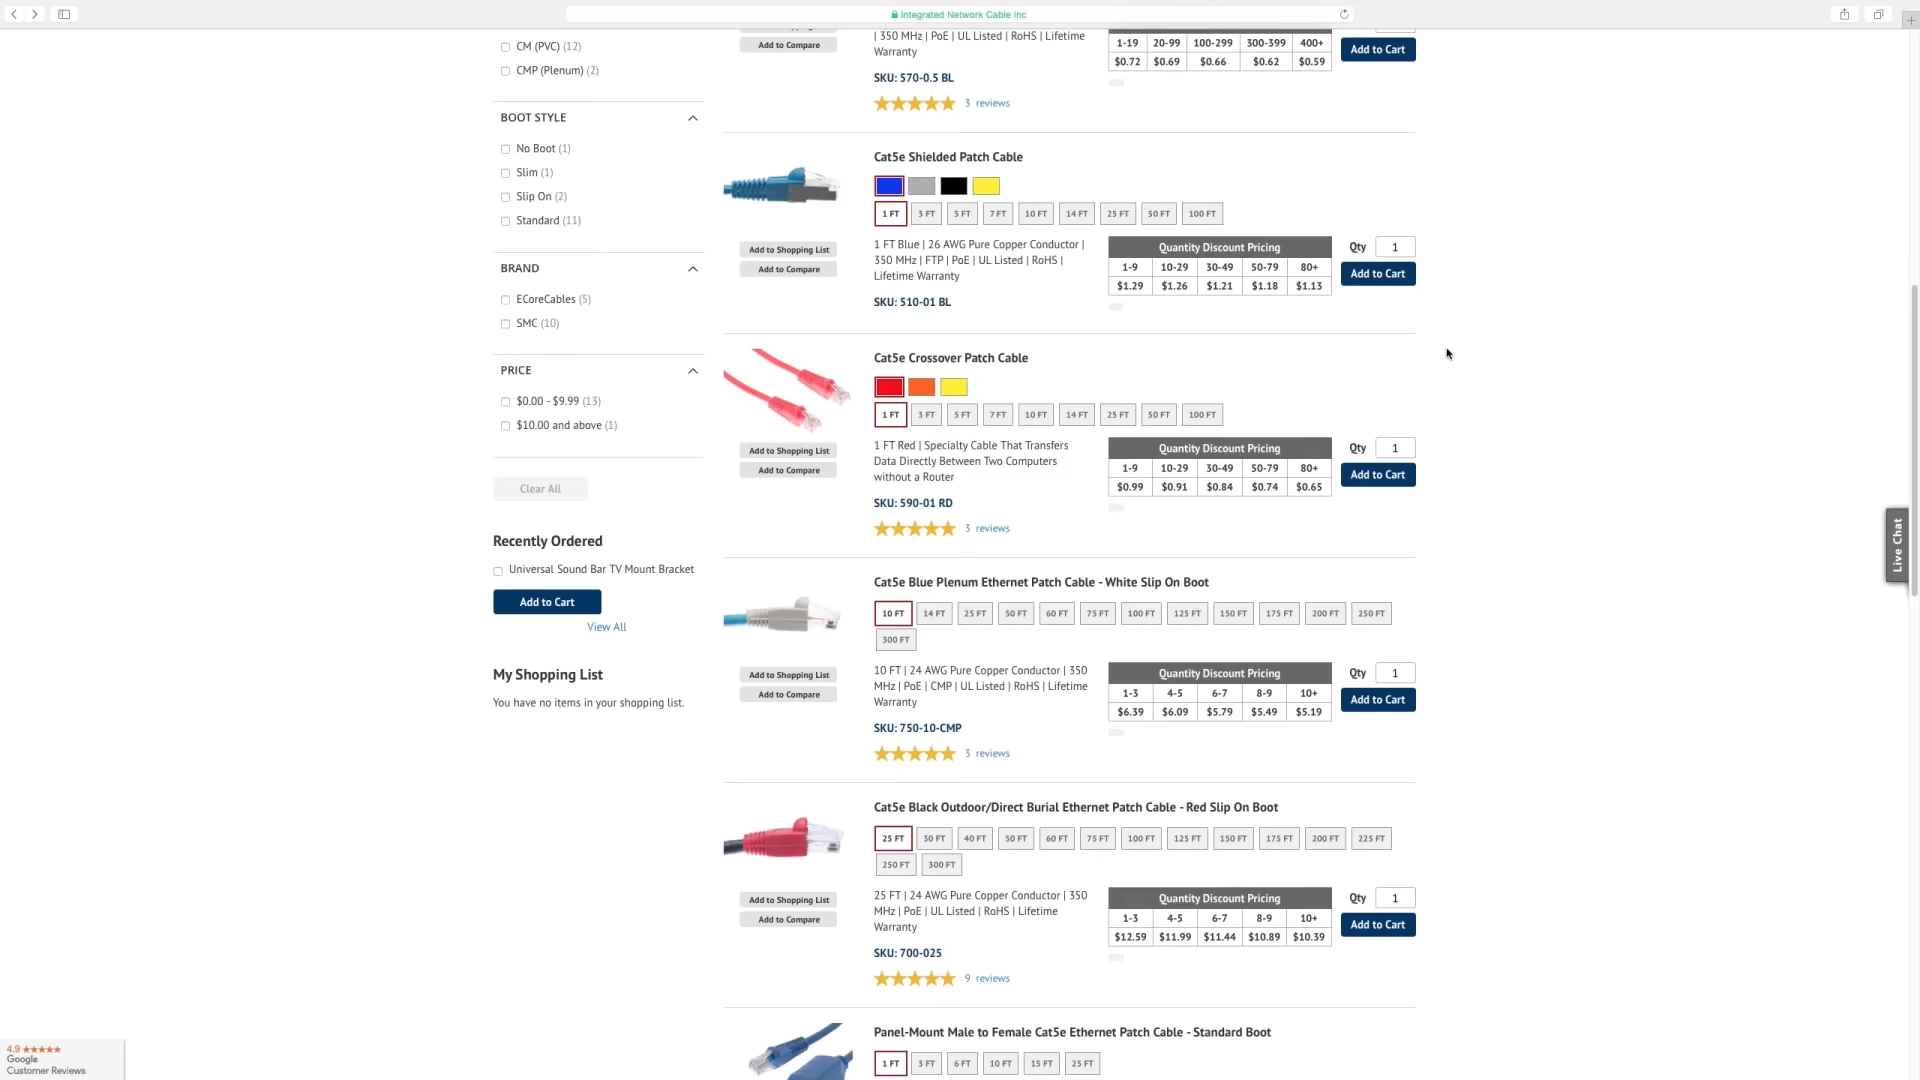 Integrated Network Cable Inc
CM (PVC) (12)
CMP (Plenum) (2)
BOOT STYLE
No Boot (1)
Slim (1)
Slip On (2)
Standard (11)
BRAND
ECoreCables (5)
SMC (10)
PRICE
$0.00 - $9.99 (13)
$10.00 and above (1)
Clear All
Recently Ordered
Universal Sound Bar TV Mount Bracket
Add to Cart
View All
My Shopping List
You have no items in your shopping list.
Add to Compare
| 350 MHz | PoE | UL Listed | RoHS | Lifetime
Warranty
SKU: 570-0.5 BL
3 reviews
1-19 20-99 100-299 300-399 400+
$0.72 $0.69 $0.66 $0.62 $0.59
Add to Cart
Cat5e Shielded Patch Cable
1 FT 3 FT 5 FT 7 FT 10 FT 14 FT 25 FT 50 FT 100 FT
Add to Shopping List
Add to Compare
1 FT Blue | 26 AWG Pure Copper Conductor |
350 MHz | FTP | PoE | UL Listed | RoHS |
Lifetime Warranty
SKU: 510-01 BL
Quantity Discount Pricing
1-9 10-29 30-49 50-79 80+
$1.29 $1.26 $1.21 $1.18 $1.13
Qty 1
Add to Cart
Cat5e Crossover Patch Cable
1 FT 3 FT 5 FT 7 FT 10 FT 14 FT 25 FT 50 FT 100 FT
Add to Shopping List
Add to Compare
1 FT Red | Specialty Cable That Transfers
Data Directly Between Two Computers
without a Router
SKU: 590-01 RD
3 reviews
Quantity Discount Pricing
1-9 10-29 30-49 50-79 80+
$0.99 $0.91 $0.84 $0.74 $0.65
Qty 1
Add to Cart
Cat5e Blue Plenum Ethernet Patch Cable - White Slip On Boot
10 FT 14 FT 25 FT 50 FT 60 FT 75 FT 100 FT 125 FT 150 FT 175 FT 200 FT 250 FT
300 FT
Add to Shopping List
Add to Compare
10 FT | 24 AWG Pure Copper Conductor | 350
MHz | PoE | CMP | UL Listed | RoHS | Lifetime
Warranty
SKU: 750-10-CMP
3 reviews
Quantity Discount Pricing
1-3 4-5 6-7 8-9 10+
$6.39 $6.09 $5.79 $5.49 $5.19
Qty 1
Add to Cart
Cat5e Black Outdoor/Direct Burial Ethernet Patch Cable - Red Slip On Boot
25 FT 30 FT 40 FT 50 FT 60 FT 75 FT 100 FT 125 FT 150 FT 175 FT 200 FT 225 FT
250 FT 300 FT
Add to Shopping List
Add to Compare
25 FT | 24 AWG Pure Copper Conductor | 350
MHz | PoE | UL Listed | RoHS | Lifetime
Warranty
SKU: 700-025
9 reviews
Quantity Discount Pricing
1-3 4-5 6-7 8-9 10+
$12.59 $11.99 $11.44 $10.89 $10.39
Qty 1
Add to Cart
Panel-Mount Male to Female Cat5e Ethernet Patch Cable - Standard Boot
1 FT 3 FT 6 FT 10 FT 15 FT 25 FT
Live Chat
4.9
Google
Customer Reviews